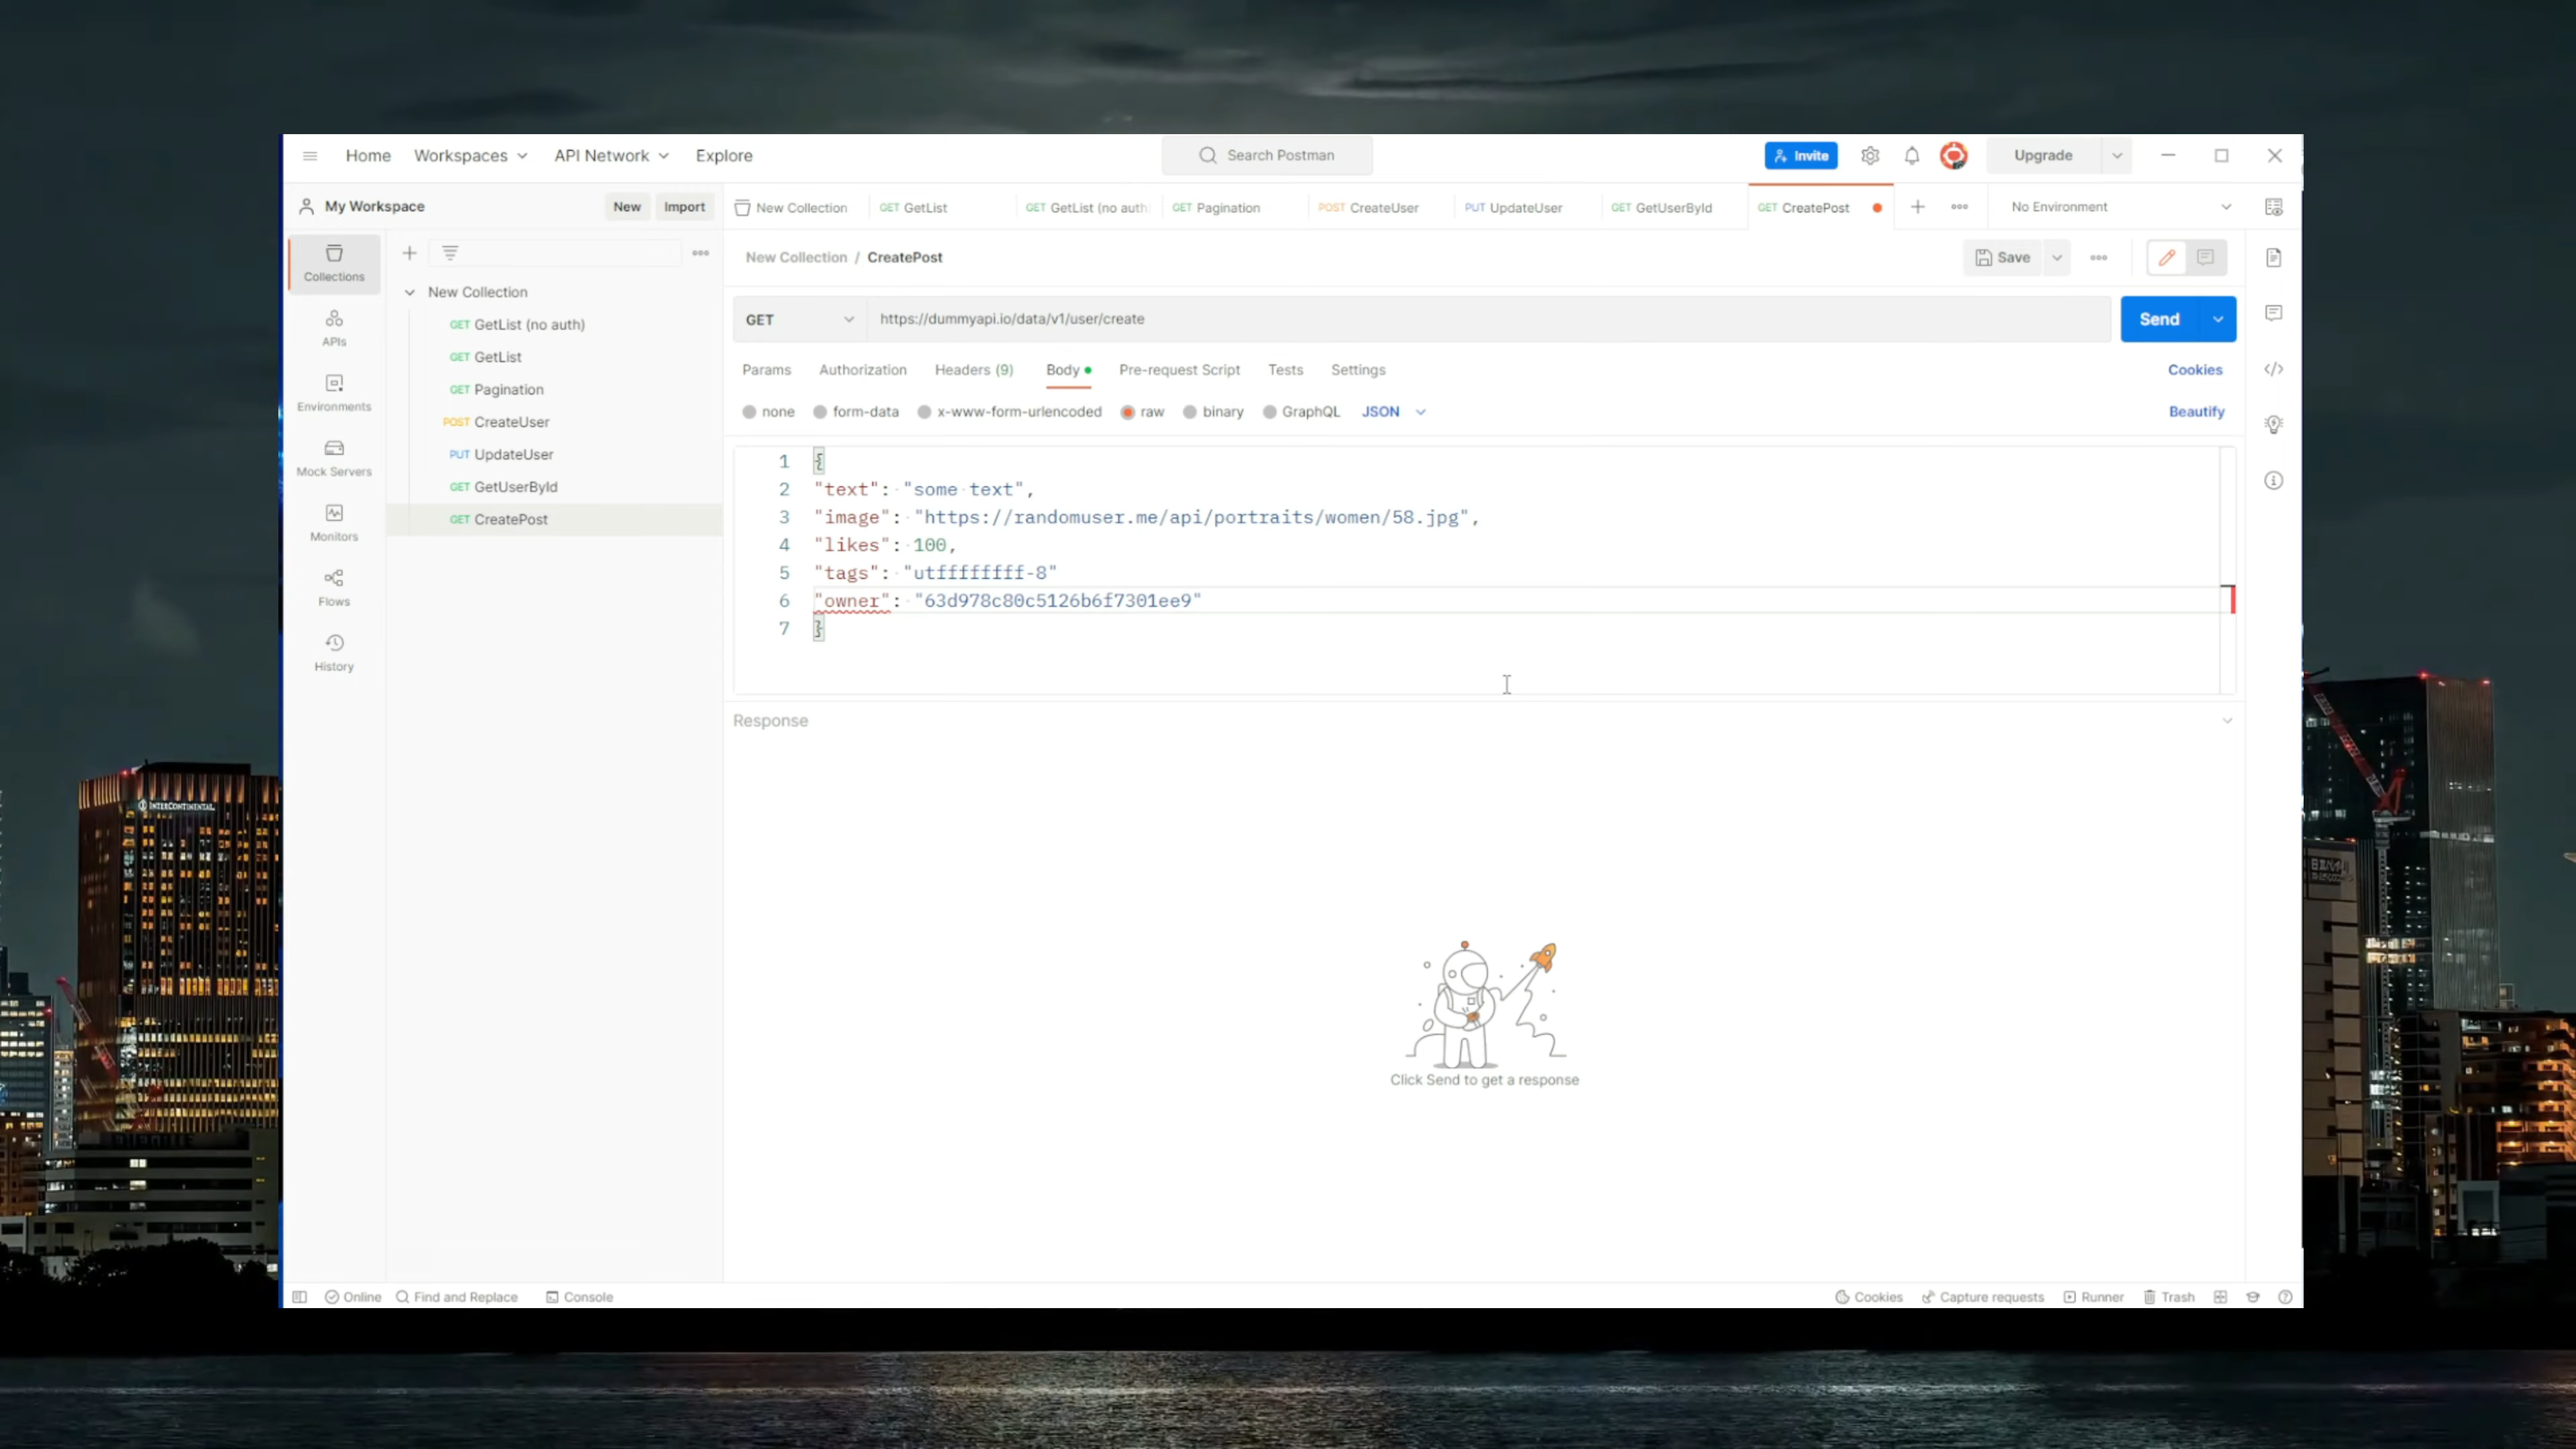 Home Workspaces API Network Explore Search Postman Invite Upgrade
My Workspace New Import New Collection GET GetList GET GetList (no auth) GET Pagination POST CreateUser PUT UpdateUser GET GetUserById GET CreatePost No Environment
Collections
APIs
Environments
Mock Servers
Monitors
Flows
History
New Collection
GET GetList (no auth)
GET GetList
GET Pagination
POST CreateUser
PUT UpdateUser
GET GetUserById
GET CreatePost
New Collection / CreatePost Save
GET https://dummyapi.io/data/v1/user/create Send
Params Authorization Headers (9) Body Pre-request Script Tests Settings Cookies
none form-data x-www-form-urlencoded raw binary GraphQL JSON Beautify
1 {
2 "text": "some text",
3 "image": "https://randomuser.me/api/portraits/women/58.jpg",
4 "likes": 100,
5 "tags": "utfffffffff-8"
6 "owner": "63d978c80c5126b6f7301ee9"
7 }
Response
Click Send to get a response
Online Find and Replace Console Cookies Capture requests Runner Trash
INTERCONTINENTAL